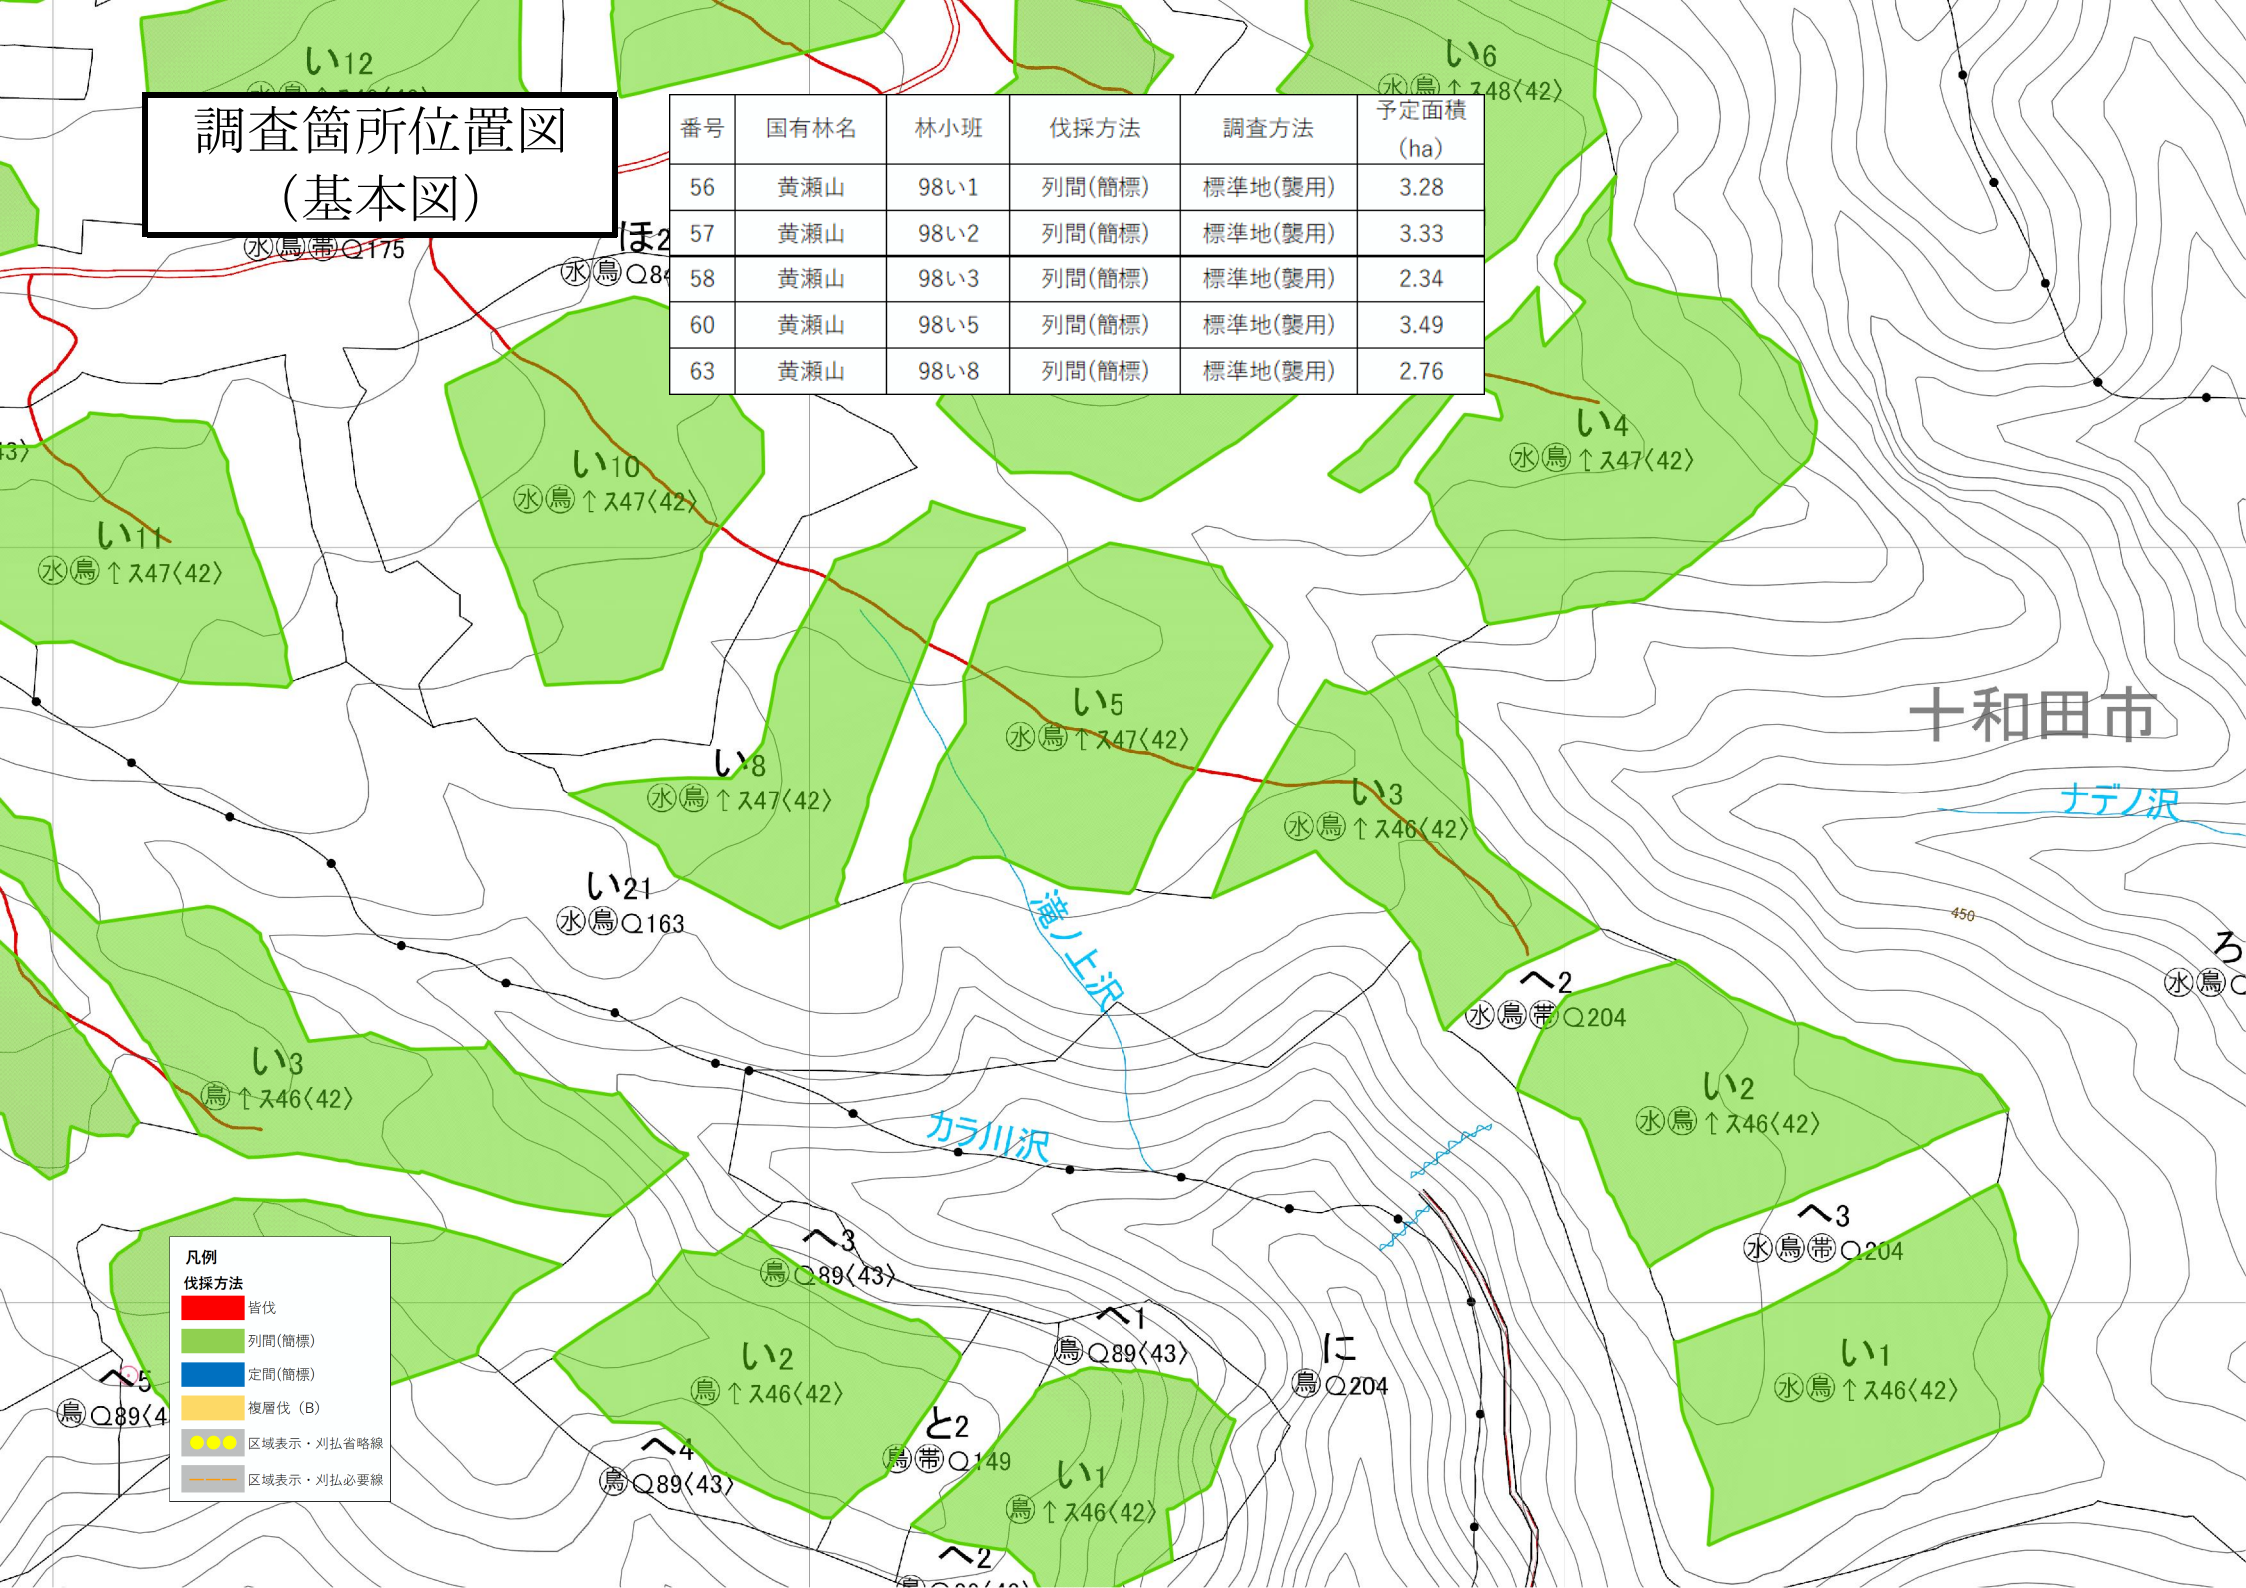 い12
い6
水鳥↑ス48〈42〉
調査箇所位置図
（基本図）
番号 国有林名 林小班 伐採方法 調査方法 予定面積（ha）
56 黄瀬山 98い1 列間(簡標) 標準地(襲用) 3.28
57 黄瀬山 98い2 列間(簡標) 標準地(襲用) 3.33
58 黄瀬山 98い3 列間(簡標) 標準地(襲用) 2.34
60 黄瀬山 98い5 列間(簡標) 標準地(襲用) 3.49
63 黄瀬山 98い8 列間(簡標) 標準地(襲用) 2.76
水鳥帯Q175
ほ2
水鳥Q8
い4
水鳥↑ス47〈42〉
い10
水鳥↑ス47〈42〉
い11
水鳥↑ス47〈42〉
い5
水鳥↑ス47〈42〉
十和田市
い8
水鳥↑ス47〈42〉
い3
水鳥↑ス46〈42〉
ナデノ沢
い21
水鳥Q163
滝ノ上沢
450
ろ
水鳥
へ2
水鳥帯Q204
い3
鳥↑ス46〈42〉
い2
水鳥↑ス46〈42〉
カラ川沢
へ3
水鳥帯Q204
へ3
鳥Q89〈43〉
へ1
鳥Q89〈43〉
い2
鳥↑ス46〈42〉
に
鳥Q204
い1
水鳥↑ス46〈42〉
へ5
鳥Q89〈4
と2
鳥帯Q149
へ4
鳥Q89〈43〉
い1
鳥↑ス46〈42〉
へ2
凡例
伐採方法
皆伐
列間(簡標)
定間(簡標)
複層伐（B）
区域表示・刈払省略線
区域表示・刈払必要線